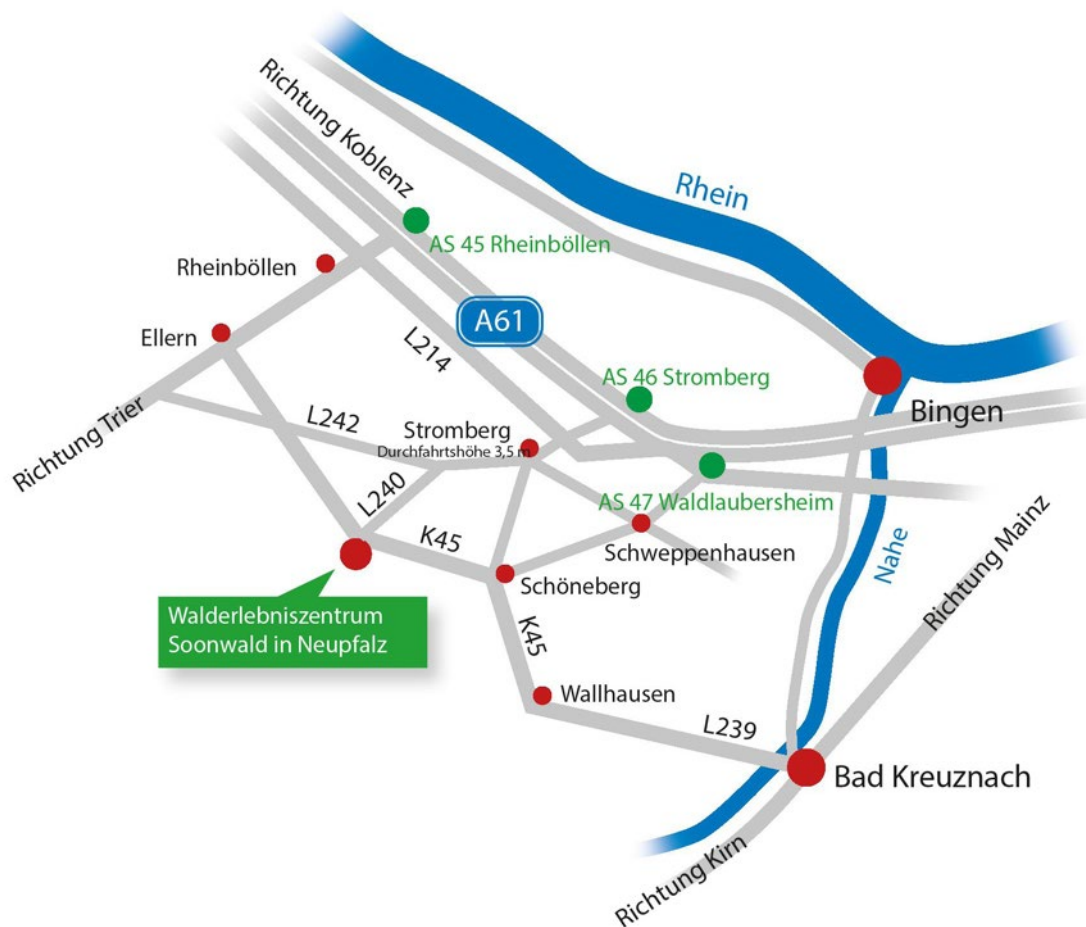 Richtung Koblenz
Rhein
AS 45 Rheinböllen
Rheinböllen
A61
Ellern
L214
AS 46 Stromberg
Bingen
Richtung Trier
L242
Stromberg
Durchfahrtshöhe 3,5 m
L240
AS 47 Waldlaubersheim
K45
Schweppenhausen
Nahe
Richtung Mainz
Schöneberg
Walderlebniszentrum
Soonwald in Neupfalz
K45
Wallhausen
L239
Bad Kreuznach
Richtung Kirn